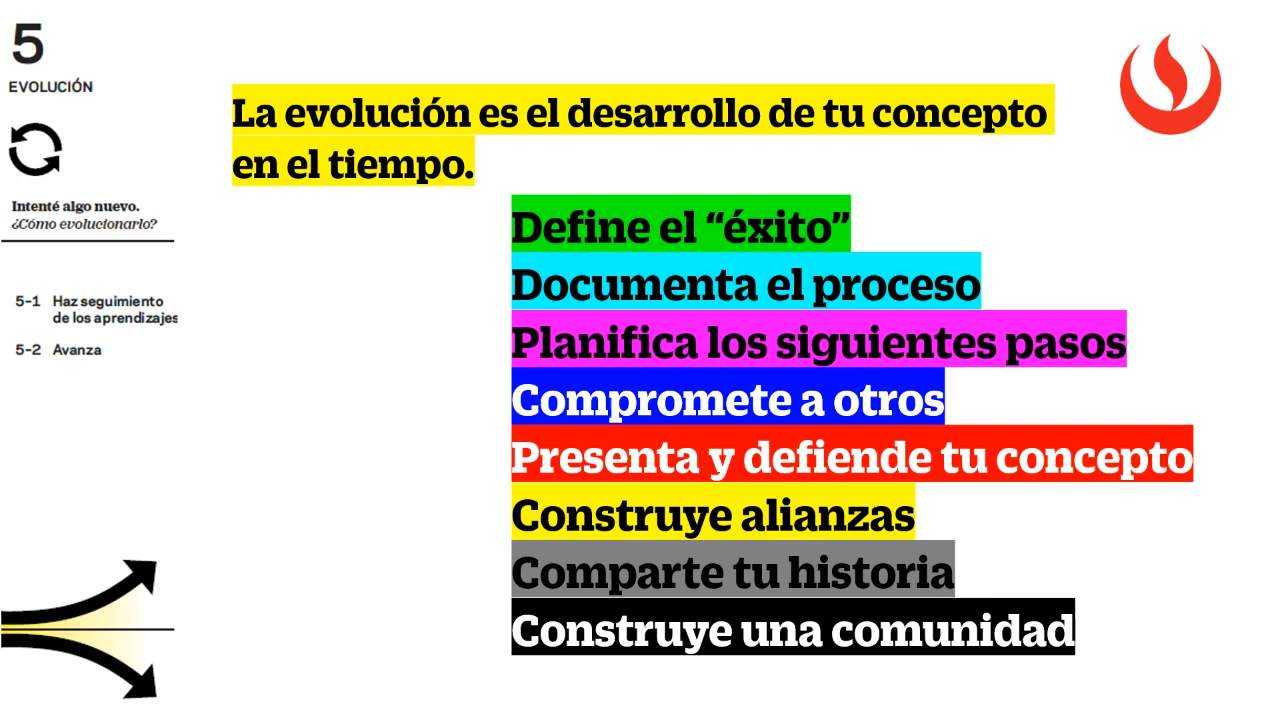 5
EVOLUCIÓN
Intenté algo nuevo.
¿Cómo evolucionarlo?
5-1 Haz seguimiento
de los aprendizajes
5-2 Avanza
La evolución es el desarrollo de tu concepto
en el tiempo.
Define el “éxito”
Documenta el proceso
Planifica los siguientes pasos
Compromete a otros
Presenta y defiende tu concepto
Construye alianzas
Comparte tu historia
Construye una comunidad